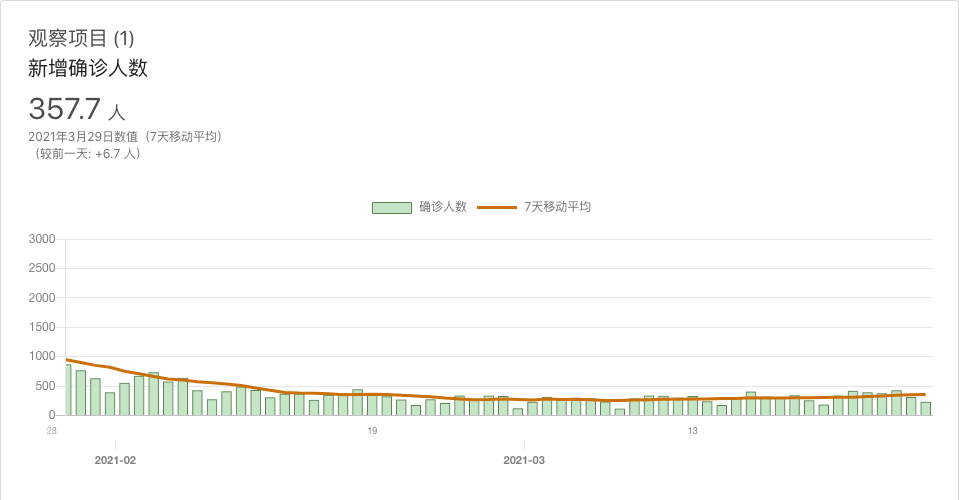 观察项目 (1)
新增确诊人数
357.7 人
2021年3月29日数值（7天移动平均）
（较前一天: +6.7 人）
确诊人数 7天移动平均
3000
2500
2000
1500
1000
500
0
28 19 13
2021-02 2021-03